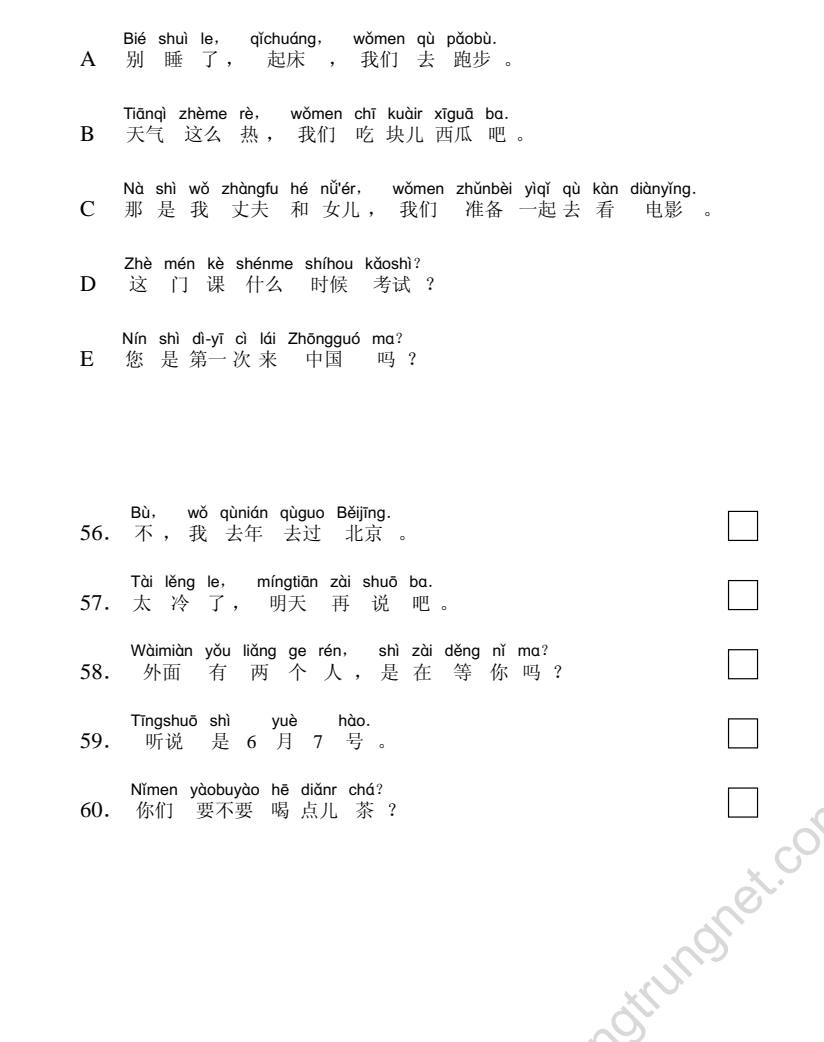 Bié shuì le, qǐchuáng, wǒmen qù pǎobù.
A 别 睡 了, 起床, 我们 去 跑步。
Tiānqì zhème rè, wǒmen chī kuàir xīguā ba.
B 天气 这么 热, 我们 吃 块儿 西瓜 吧。
Nà shì wǒ zhàngfu hé nǚ'ér, wǒmen zhǔnbèi yìqǐ qù kàn diànyǐng.
C 那 是 我 丈夫 和 女儿, 我们 准备 一起 去 看 电影。
Zhè mén kè shénme shíhou kǎoshì?
D 这 门 课 什么 时候 考试?
Nín shì dì-yī cì lái Zhōngguó ma?
E 您 是 第一 次 来 中国 吗?
Bù, wǒ qùnián qùguo Běijīng.
56. 不, 我 去年 去过 北京。
Tài lěng le, míngtiān zài shuō ba.
57. 太 冷 了, 明天 再 说 吧。
Wàimiàn yǒu liǎng ge rén, shì zài děng nǐ ma?
58. 外面 有 两 个 人, 是 在 等 你 吗?
Tīngshuō shì yuè hào.
59. 听说 是 6 月 7 号。
Nǐmen yàobuyào hē diǎnr chá?
60. 你们 要不要 喝 点儿 茶?
ngtrungnet.com